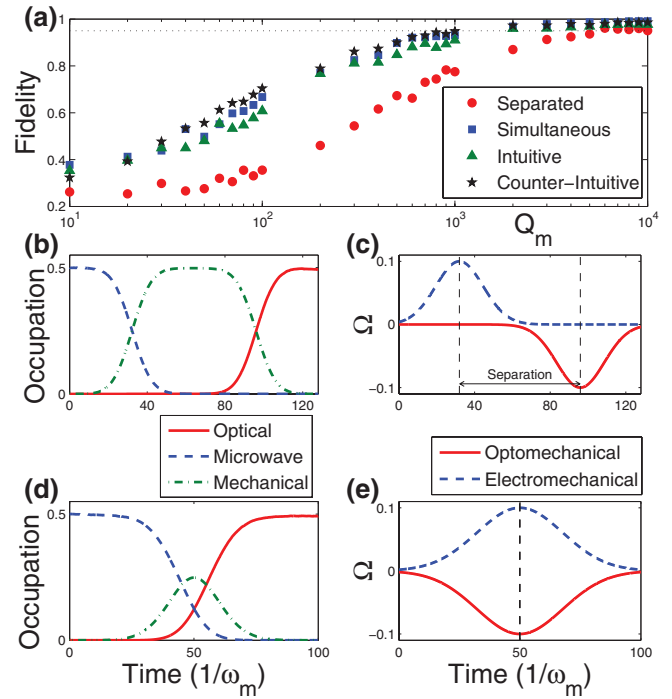 (a)
Fidelity
1
0.8
0.6
0.4
0.2
10^1
10^2
10^3
10^4
Q_m
Separated
Simultaneous
Intuitive
Counter-Intuitive
(b)
Occupation
0.5
0
0
40
80
120
(c)
Ω
0.1
0
-0.1
0
40
80
120
Separation
Optical
Microwave
Mechanical
Optomechanical
Electromechanical
(d)
Occupation
0.5
0
0
50
100
Time (1/ω_m)
(e)
Ω
0.1
0
-0.1
0
50
100
Time (1/ω_m)